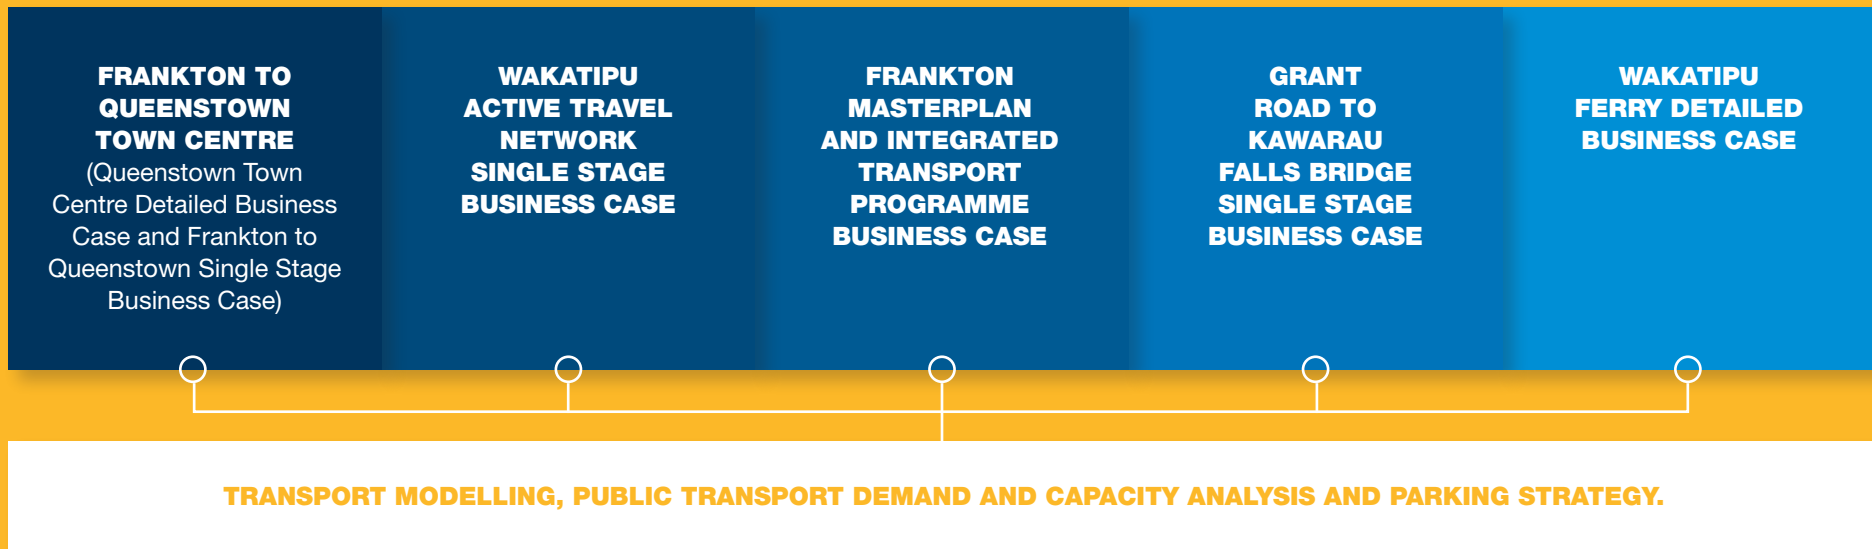 FRANKTON TO
QUEENSTOWN
TOWN CENTRE
(Queenstown Town
Centre Detailed Business
Case and Frankton to
Queenstown Single Stage
Business Case)
WAKATIPU
ACTIVE TRAVEL
NETWORK
SINGLE STAGE
BUSINESS CASE
FRANKTON
MASTERPLAN
AND INTEGRATED
TRANSPORT
PROGRAMME
BUSINESS CASE
GRANT
ROAD TO
KAWARAU
FALLS BRIDGE
SINGLE STAGE
BUSINESS CASE
WAKATIPU
FERRY DETAILED
BUSINESS CASE
TRANSPORT MODELLING, PUBLIC TRANSPORT DEMAND AND CAPACITY ANALYSIS AND PARKING STRATEGY.